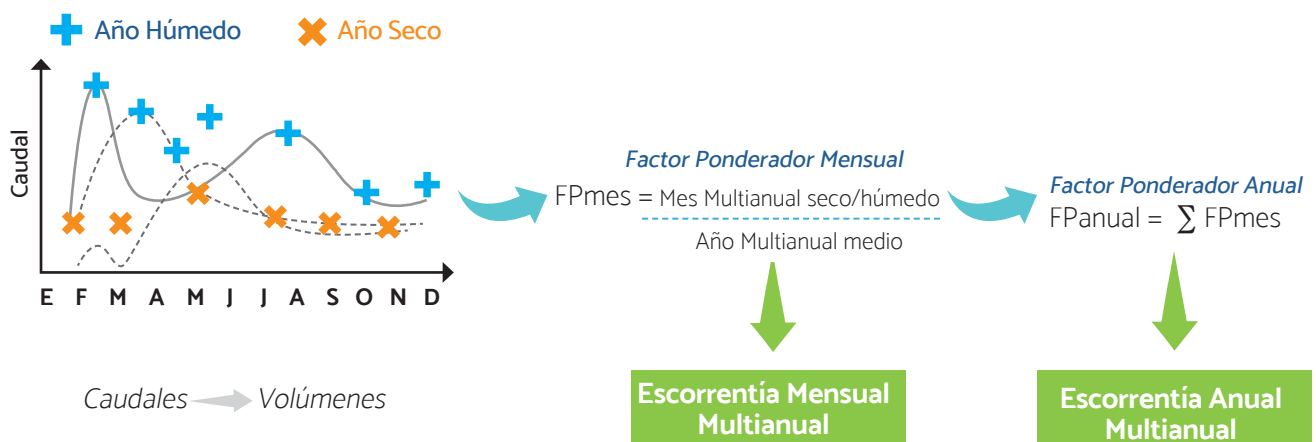 Año Húmedo
Año Seco
Caudal
E F M A M J J A S O N D
Caudales
Volúmenes
Factor Ponderador Mensual
FPmes = Mes Multianual seco/húmedo
Año Multianual medio
Factor Ponderador Anual
FPanual = ∑ FPmes
Escorrentía Mensual
Multianual
Escorrentía Anual
Multianual